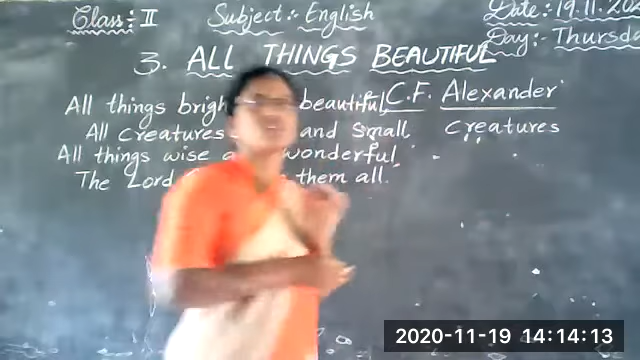 Class:- II
Subject:- English
Date:- 19.11.202
Day:- Thursda
3. ALL THINGS BEAUTIFUL
C.F. Alexander
All things brigh beautiful,
All creatures and small,
creatures
All things wise wonderful,
The Lord them all.
2020-11-19 14:14:13